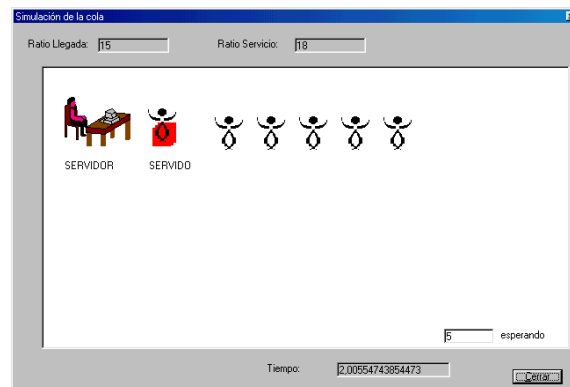 Simulación de la cola
Ratio Llegada: 15 Ratio Servicio: 18
SERVIDOR SERVIDO
5 esperando
Tiempo: 2,00554743854473
Cerrar